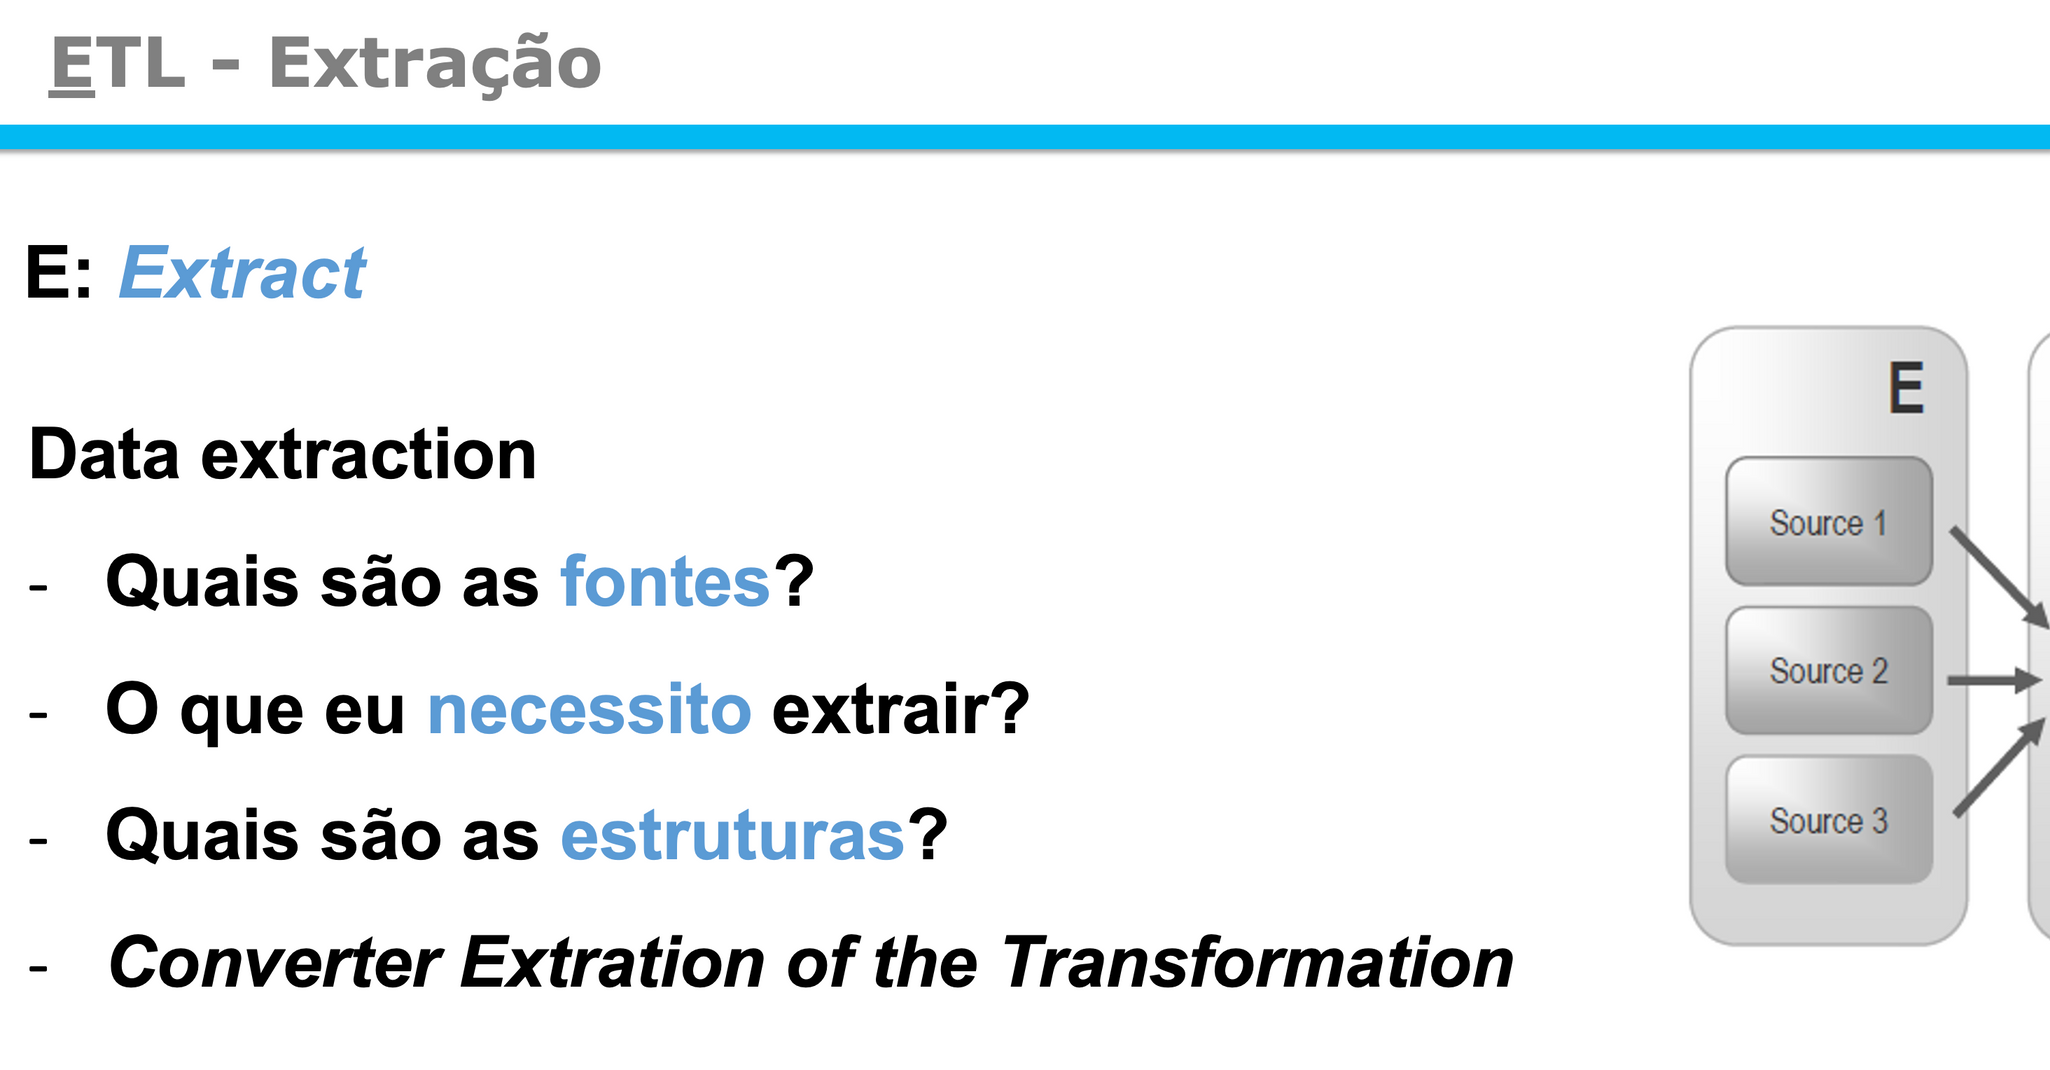 ETL - Extração
E: Extract
Data extraction
- Quais são as fontes?
- O que eu necessito extrair?
- Quais são as estruturas?
- Converter Extration of the Transformation
E
Source 1
Source 2
Source 3